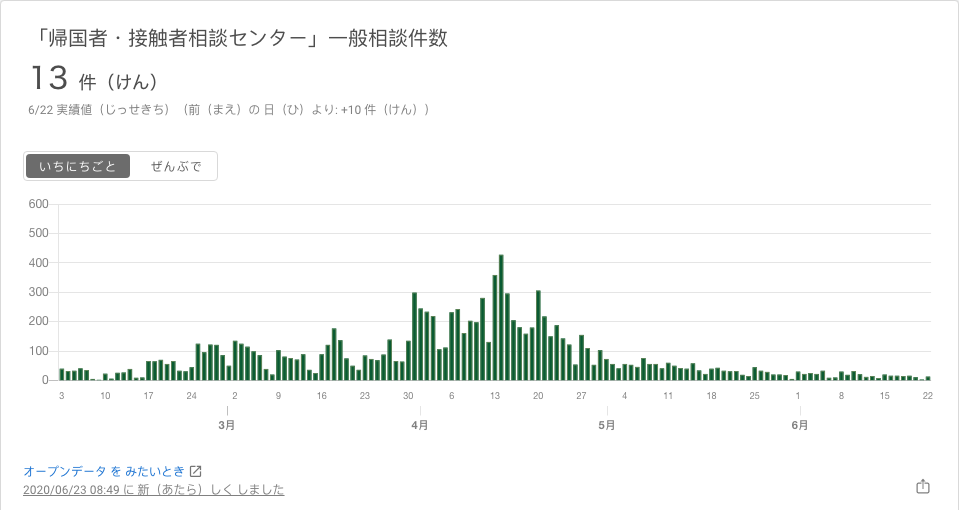 「帰国者・接触者相談センター」一般相談件数
13 件（けん）
6/22 実績値（じっせきち）（前（まえ）の 日（ひ）より: +10 件（けん））
いちにちごと ぜんぶで
600
500
400
300
200
100
0
3 10 17 24 2 9 16 23 30 6 13 20 27 4 11 18 25 1 8 15 22
3月 4月 5月 6月
オープンデータ を みたいとき
2020/06/23 08:49 に 新（あたら）しく しました